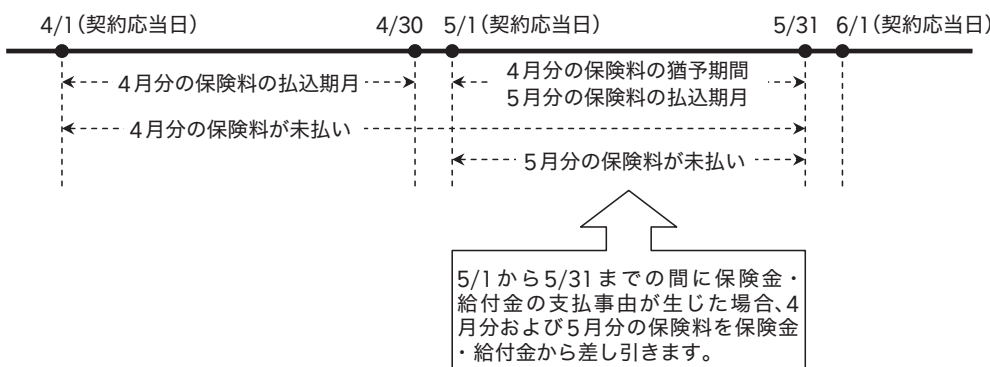 4/1(契約応当日) 4/30 5/1(契約応当日) 5/31 6/1(契約応当日)
4月分の保険料の払込期月
4月分の保険料の猶予期間
5月分の保険料の払込期月
4月分の保険料が未払い
5月分の保険料が未払い
5/1から5/31までの間に保険金・
給付金の支払事由が生じた場合、4
月分および5月分の保険料を保険金
・給付金から差し引きます。